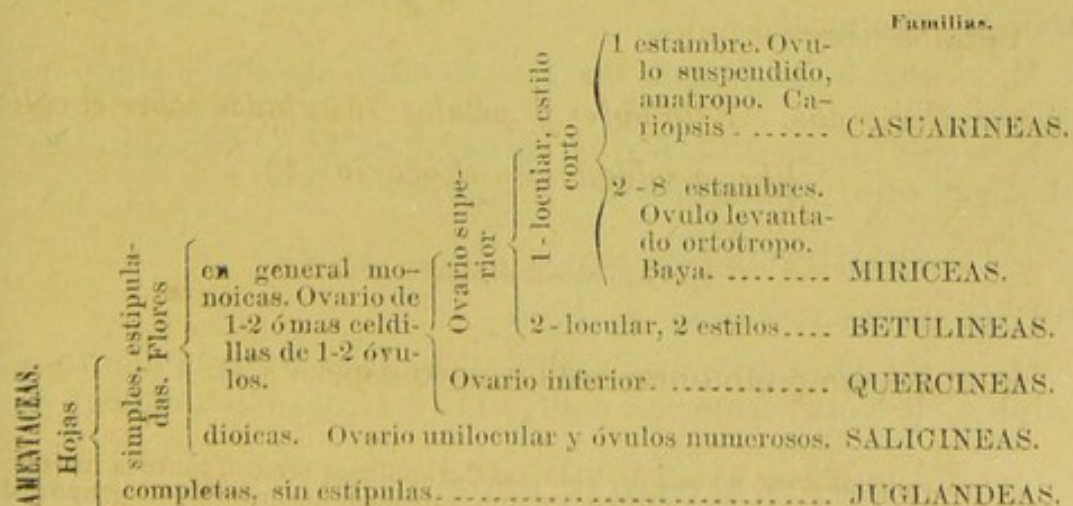 Familias.
AMENTACEAS.
Hojas
simples, estipula-
das. Flores
en general mo-
noicas. Ovario de
1-2 ó mas celdi-
llas de 1-2 óvu-
los.
Ovario supe-
rior
1-locular, estilo
corto
1 estambre. Ovu-
lo suspendido,
anatropo. Ca-
riopsis ....... CASUARINEAS.
2-8 estambres.
Ovulo levanta-
do ortotropo.
Baya. ........ MIRICEAS.
2-locular, 2 estilos.... BETULINEAS.
Ovario inferior. ............ QUERCINEAS.
dioicas. Ovario unilocular y óvulos numerosos. SALICINEAS.
completas, sin estípulas. ........................ JUGLANDEAS.